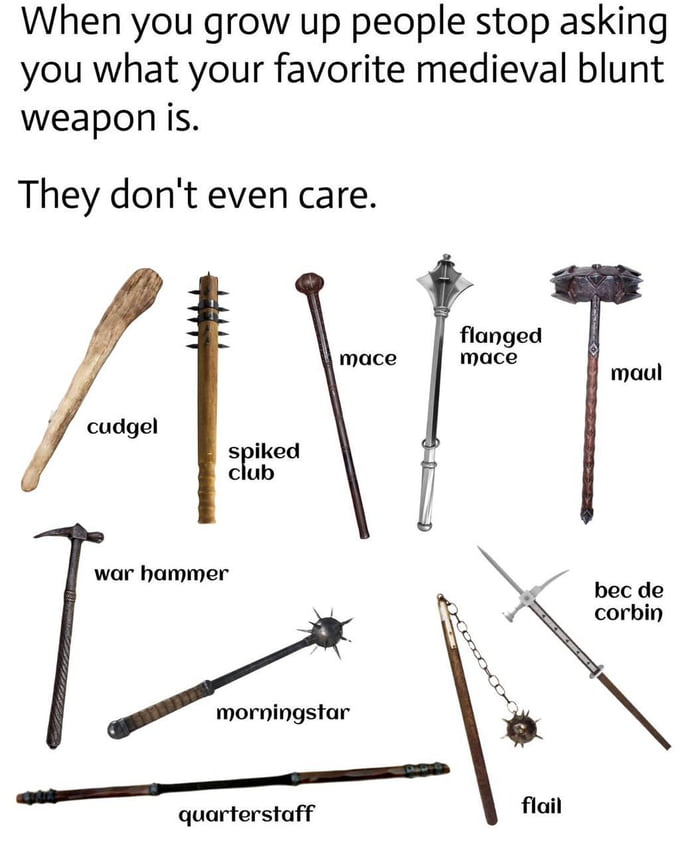 When you grow up people stop asking
you what your favorite medieval blunt
weapon is.
They don't even care.
cudgel
spiked
club
mace
flanged
mace
maul
war hammer
morningstar
bec de
corbin
quarterstaff
flail